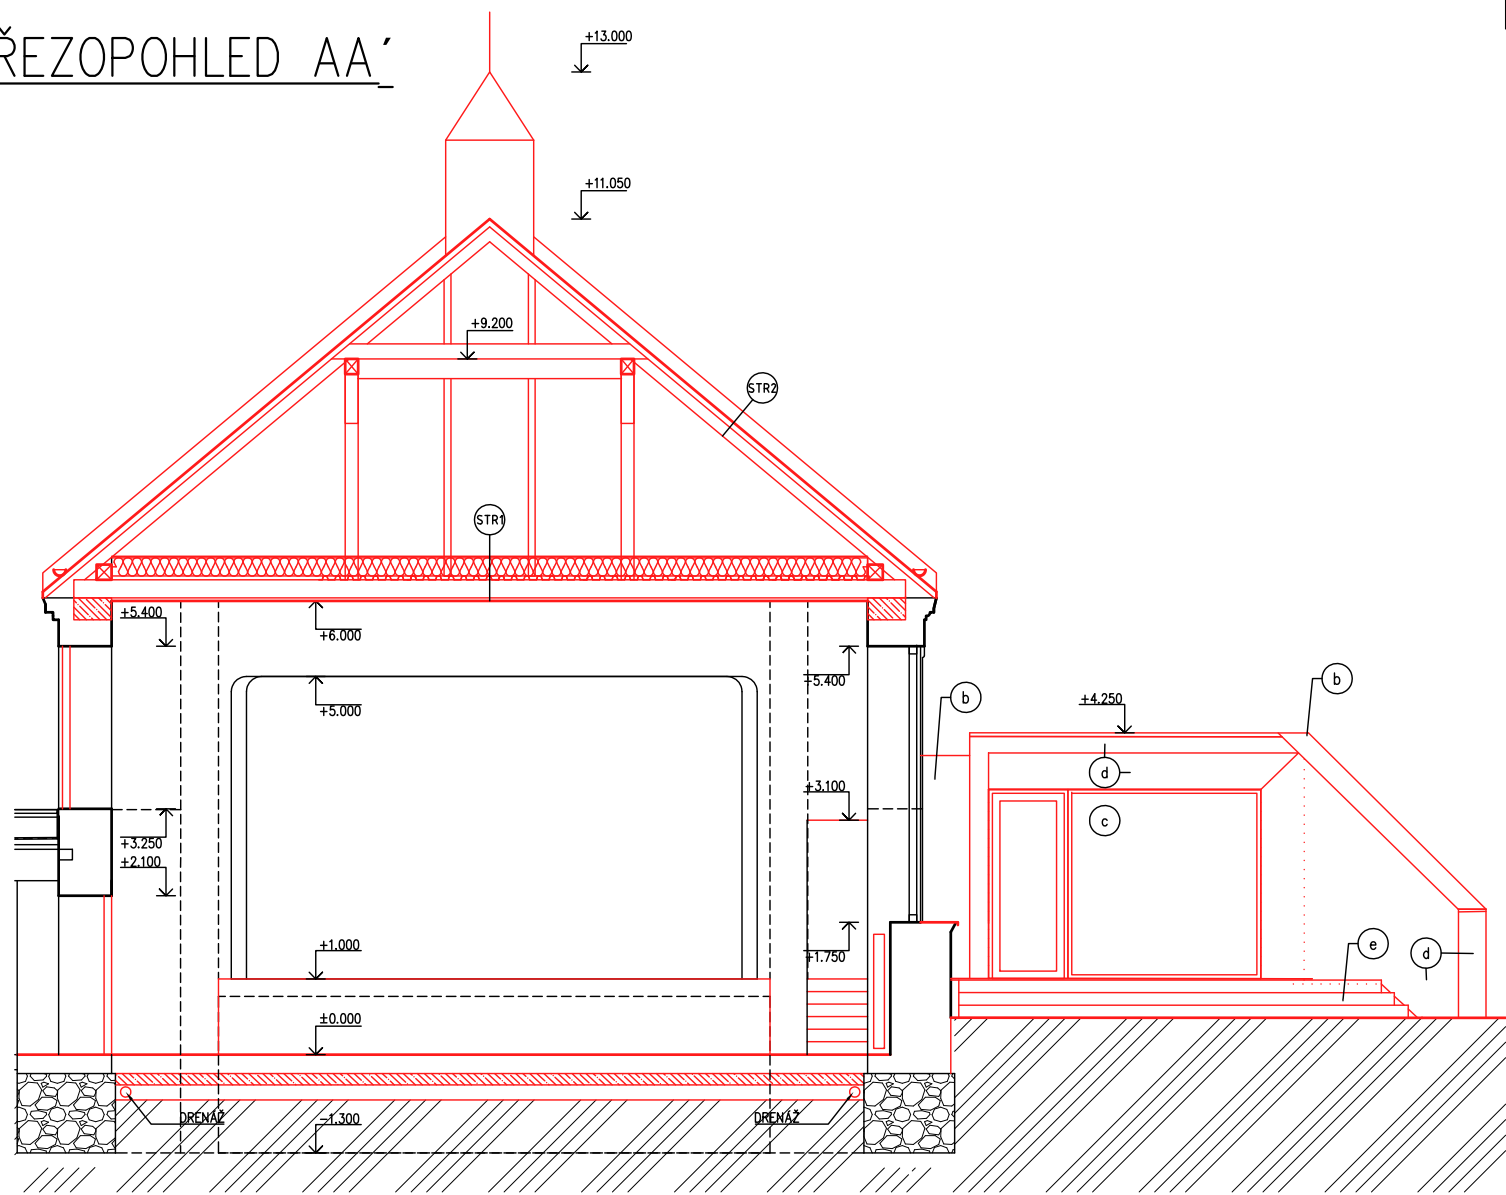 ŘEZOPOHLED AA´
+13.000
+11.050
+9.200
STR2
STR1
+5.400
+6.000
+5.400
b
b
+4.250
+5.000
d
+3.100
c
+3.250
+2.100
+1.000
+1.750
e
d
±0.000
DRENÁŽ
-1.300
DRENÁŽ